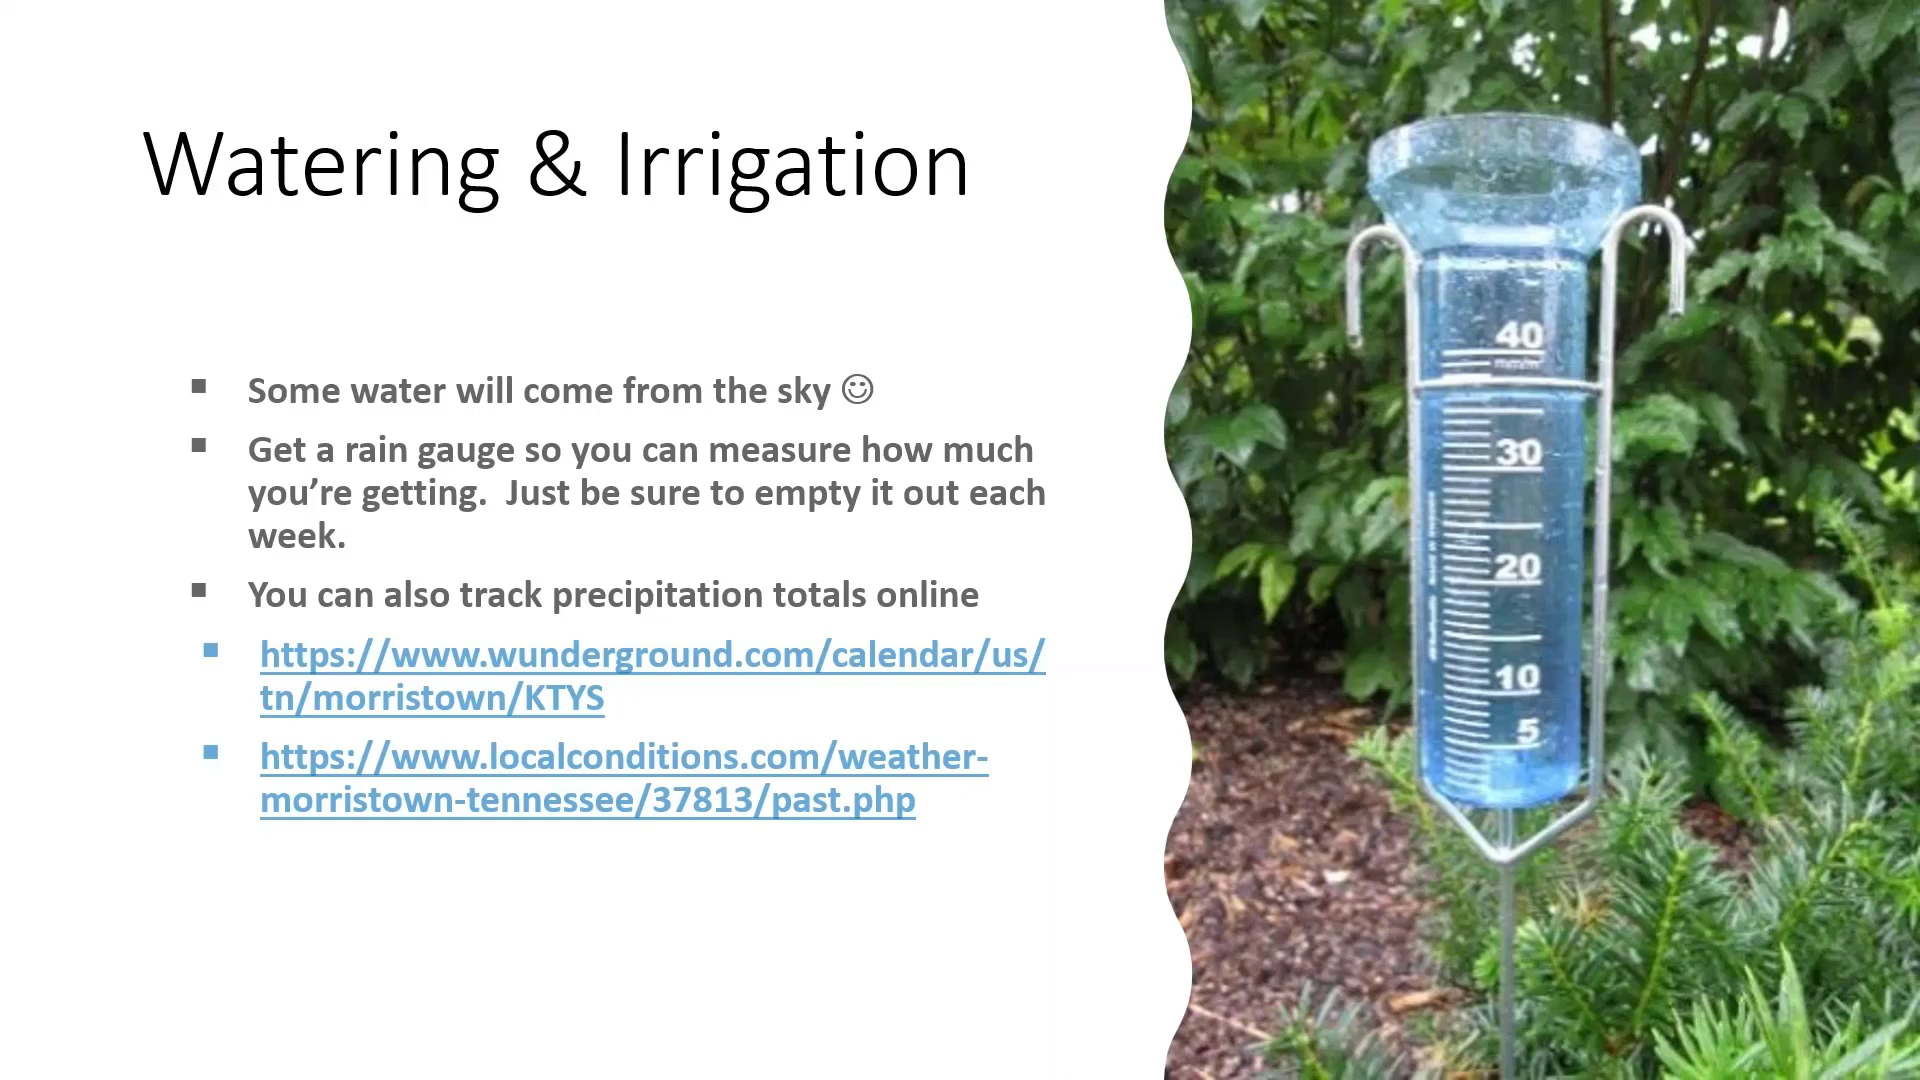 Watering & Irrigation
Some water will come from the sky ☺
Get a rain gauge so you can measure how much
you’re getting.  Just be sure to empty it out each
week.
You can also track precipitation totals online
https://www.wunderground.com/calendar/us/
tn/morristown/KTYS
https://www.localconditions.com/weather-
morristown-tennessee/37813/past.php
40
30
20
10
5